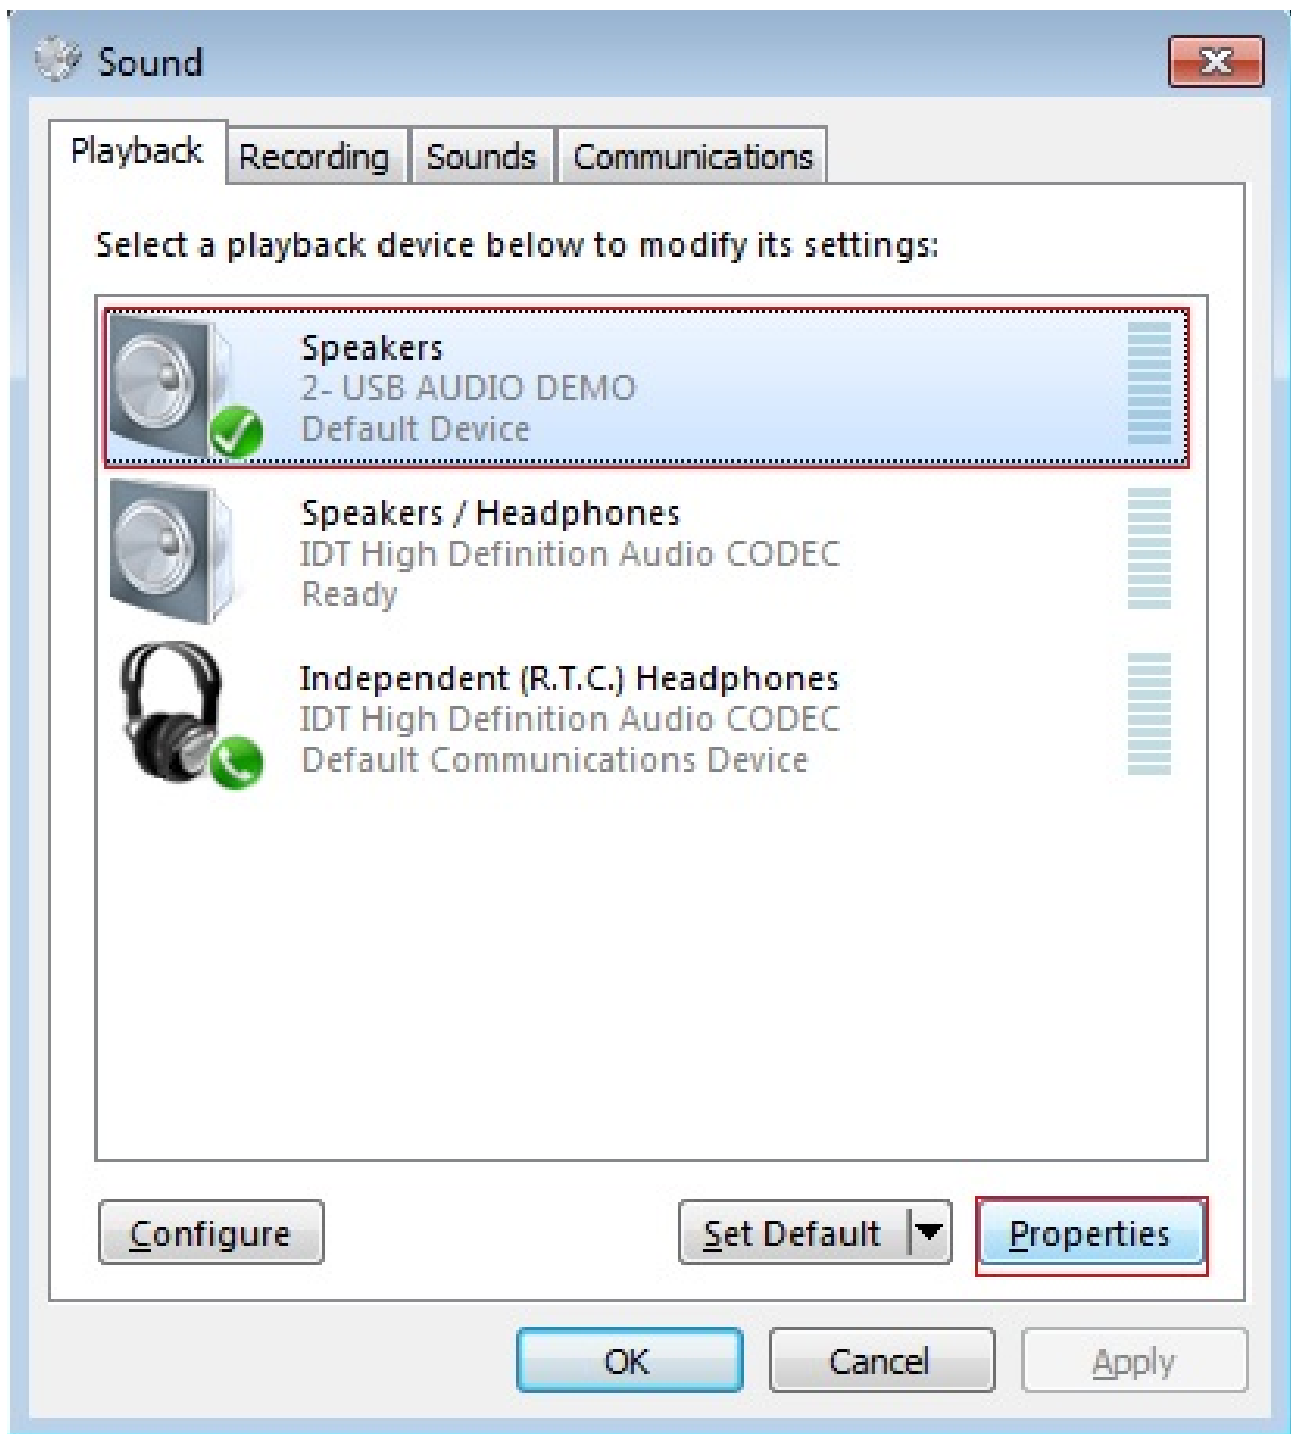 Sound
Playback
Recording
Sounds
Communications
Select a playback device below to modify its settings:
Speakers
2- USB AUDIO DEMO
Default Device
Speakers / Headphones
IDT High Definition Audio CODEC
Ready
Independent (R.T.C.) Headphones
IDT High Definition Audio CODEC
Default Communications Device
Configure
Set Default
Properties
OK
Cancel
Apply